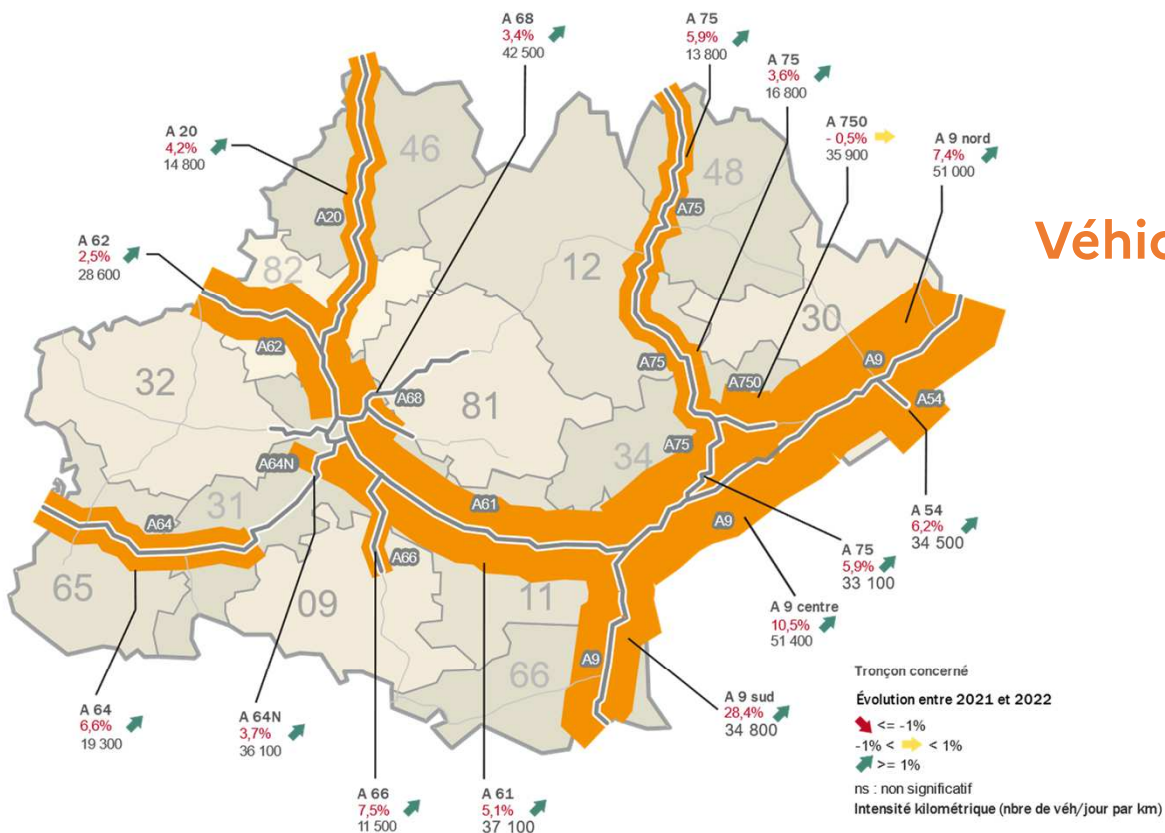 A 68
3,4%
42 500
A 75
5,9%
13 800
A 75
3,6%
16 800
A 750
- 0,5%
35 900
A 9 nord
7,4%
51 000
A 20
4,2%
14 800
A 62
2,5%
28 600
Véhic
46
48
A20
A75
12
82
30
A62
A75
A750
A9
32
A68
81
A54
A75
34
A64N
31
A61
A9
A64
A66
65
09
11
A9
66
A 54
6,2%
34 500
A 75
5,9%
33 100
A 9 centre
10,5%
51 400
A 9 sud
28,4%
34 800
A 64
6,6%
19 300
A 64N
3,7%
36 100
A 66
7,5%
11 500
A 61
5,1%
37 100
Tronçon concerné
Évolution entre 2021 et 2022
<= -1%
-1% < < 1%
>= 1%
ns : non significatif
Intensité kilométrique (nbre de véh/jour par km)